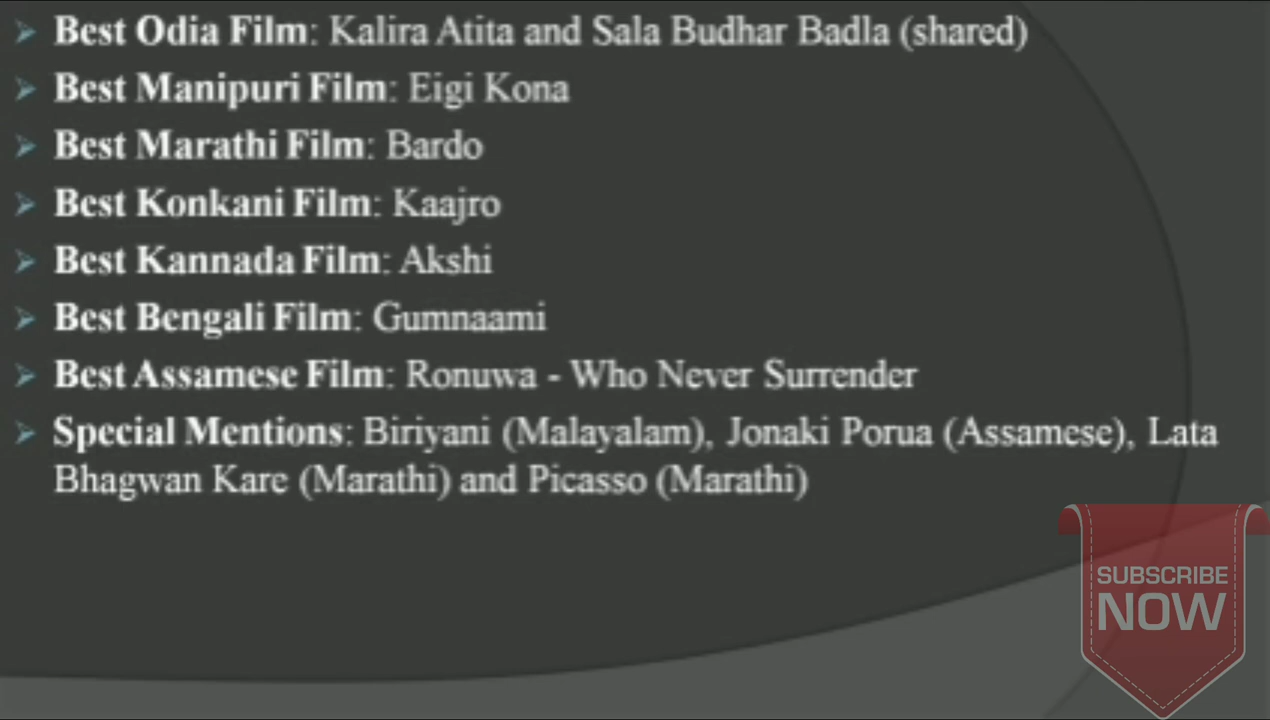 Best Odia Film: Kalira Atita and Sala Budhar Badla (shared)
Best Manipuri Film: Eigi Kona
Best Marathi Film: Bardo
Best Konkani Film: Kaajro
Best Kannada Film: Akshi
Best Bengali Film: Gumnaami
Best Assamese Film: Ronuwa - Who Never Surrender
Special Mentions: Biriyani (Malayalam), Jonaki Porua (Assamese), Lata
Bhagwan Kare (Marathi) and Picasso (Marathi)
SUBSCRIBE
NOW